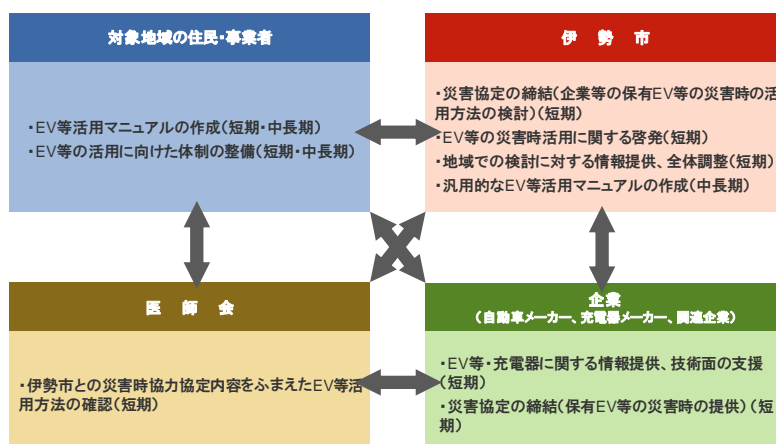 対象地域の住民・事業者
・EV等活用マニュアルの作成(短期・中長期)
・EV等の活用に向けた体制の整備(短期・中長期)
伊 勢 市
・災害協定の締結(企業等の保有EV等の災害時の活
用方法の検討)(短期)
・EV等の災害時活用に関する啓発(短期)
・地域での検討に対する情報提供、全体調整(短期)
・汎用的なEV等活用マニュアルの作成(中長期)
医 師 会
・伊勢市との災害時協力協定内容をふまえたEV等活
用方法の確認(短期)
企業
(自動車メーカー、充電器メーカー、関連企業)
・EV等・充電器に関する情報提供、技術面の支援
(短期)
・災害協定の締結(保有EV等の災害時の提供)(短
期)